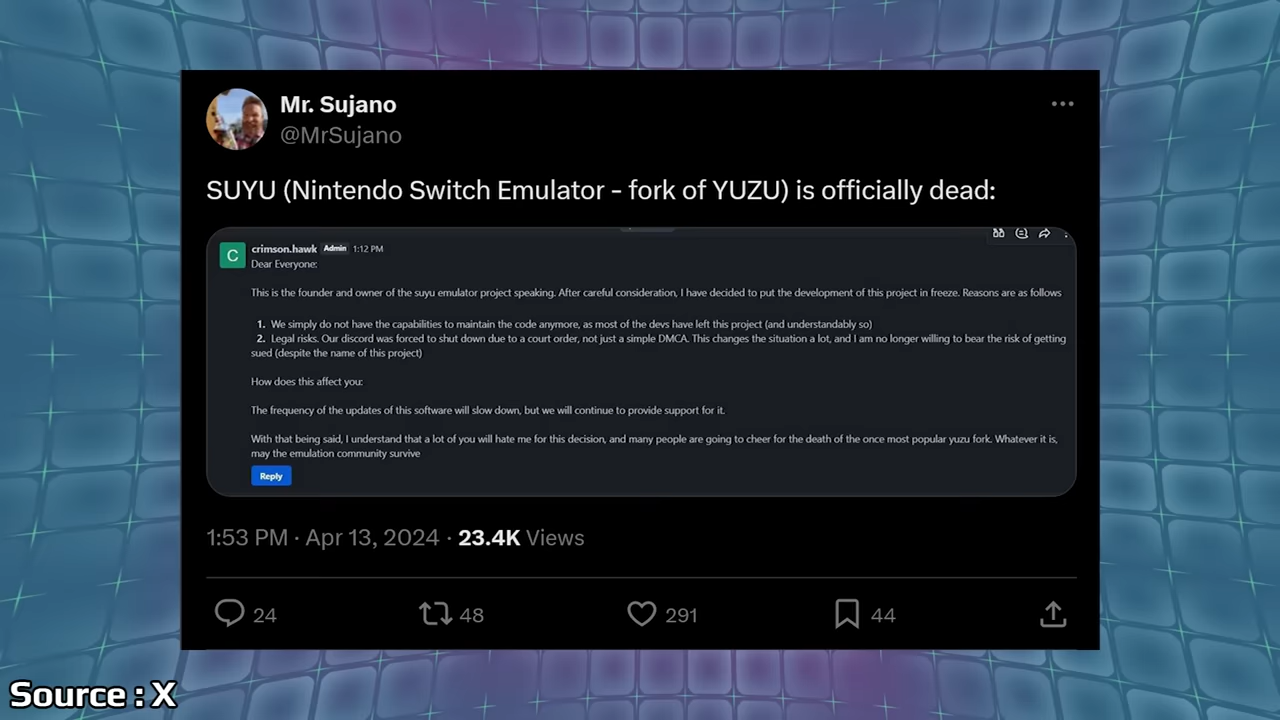 Mr. Sujano
@MrSujano
SUYU (Nintendo Switch Emulator - fork of YUZU) is officially dead:
C crimson.hawk Admin 1:12 PM
Dear Everyone:
This is the founder and owner of the suyu emulator project speaking. After careful consideration, I have decided to put the development of this project in freeze. Reasons are as follows
1. We simply do not have the capabilities to maintain the code anymore, as most of the devs have left this project (and understandably so)
2. Legal risks. Our discord was forced to shut down due to a court order, not just a simple DMCA. This changes the situation a lot, and I am no longer willing to bear the risk of getting
sued (despite the name of this project)
How does this affect you:
The frequency of the updates of this software will slow down, but we will continue to provide support for it.
With that being said, I understand that a lot of you will hate me for this decision, and many people are going to cheer for the death of the once most popular yuzu fork. Whatever it is,
may the emulation community survive
Reply
1:53 PM · Apr 13, 2024 · 23.4K Views
24 48 291 44
Source : X